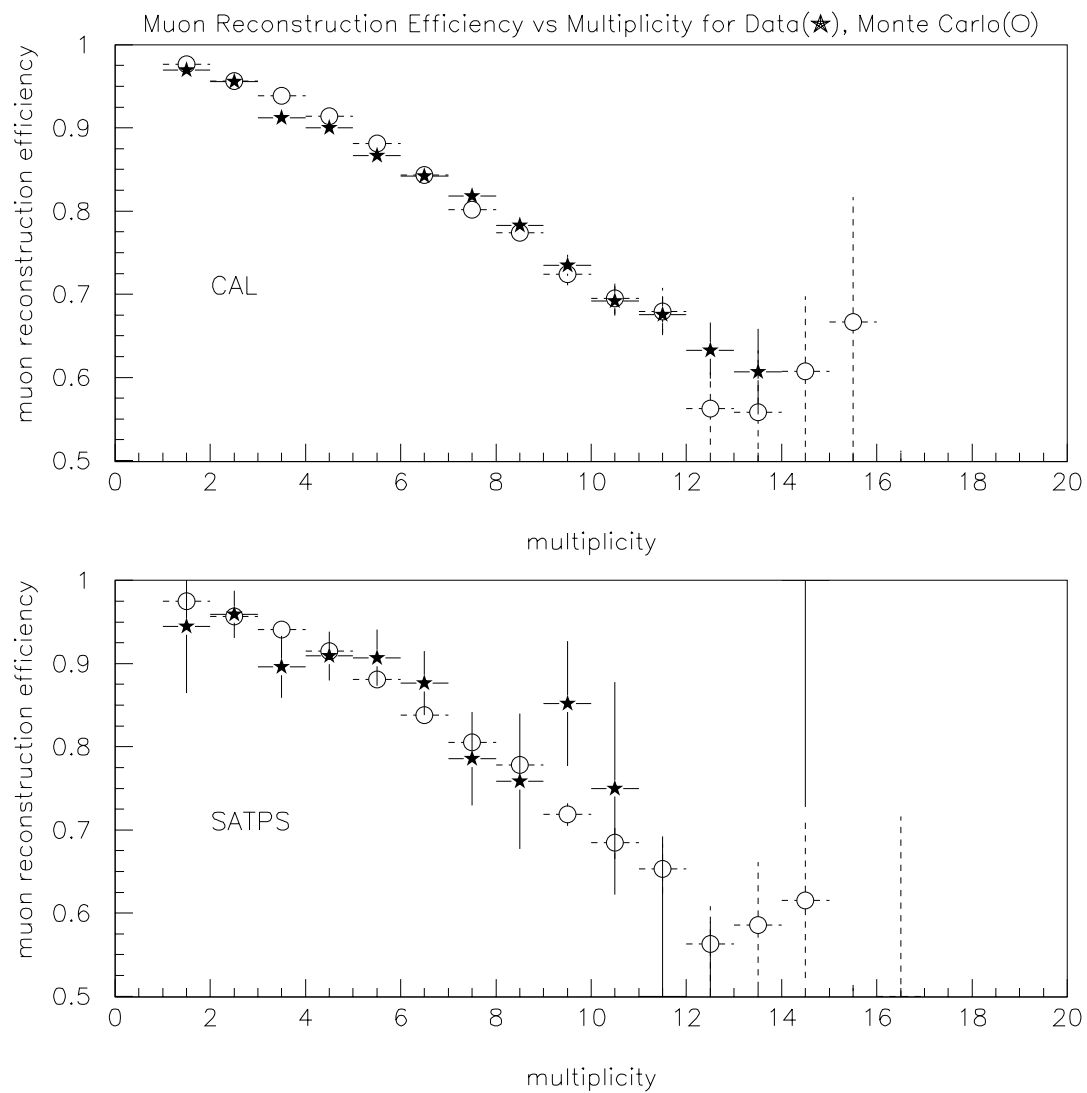 Muon Reconstruction Efficiency vs Multiplicity for Data(★), Monte Carlo(○)
muon reconstruction efficiency
1
0.9
0.8
0.7
0.6
0.5
CAL
0 2 4 6 8 10 12 14 16 18 20
multiplicity
muon reconstruction efficiency
1
0.9
0.8
0.7
0.6
0.5
SATPS
0 2 4 6 8 10 12 14 16 18 20
multiplicity